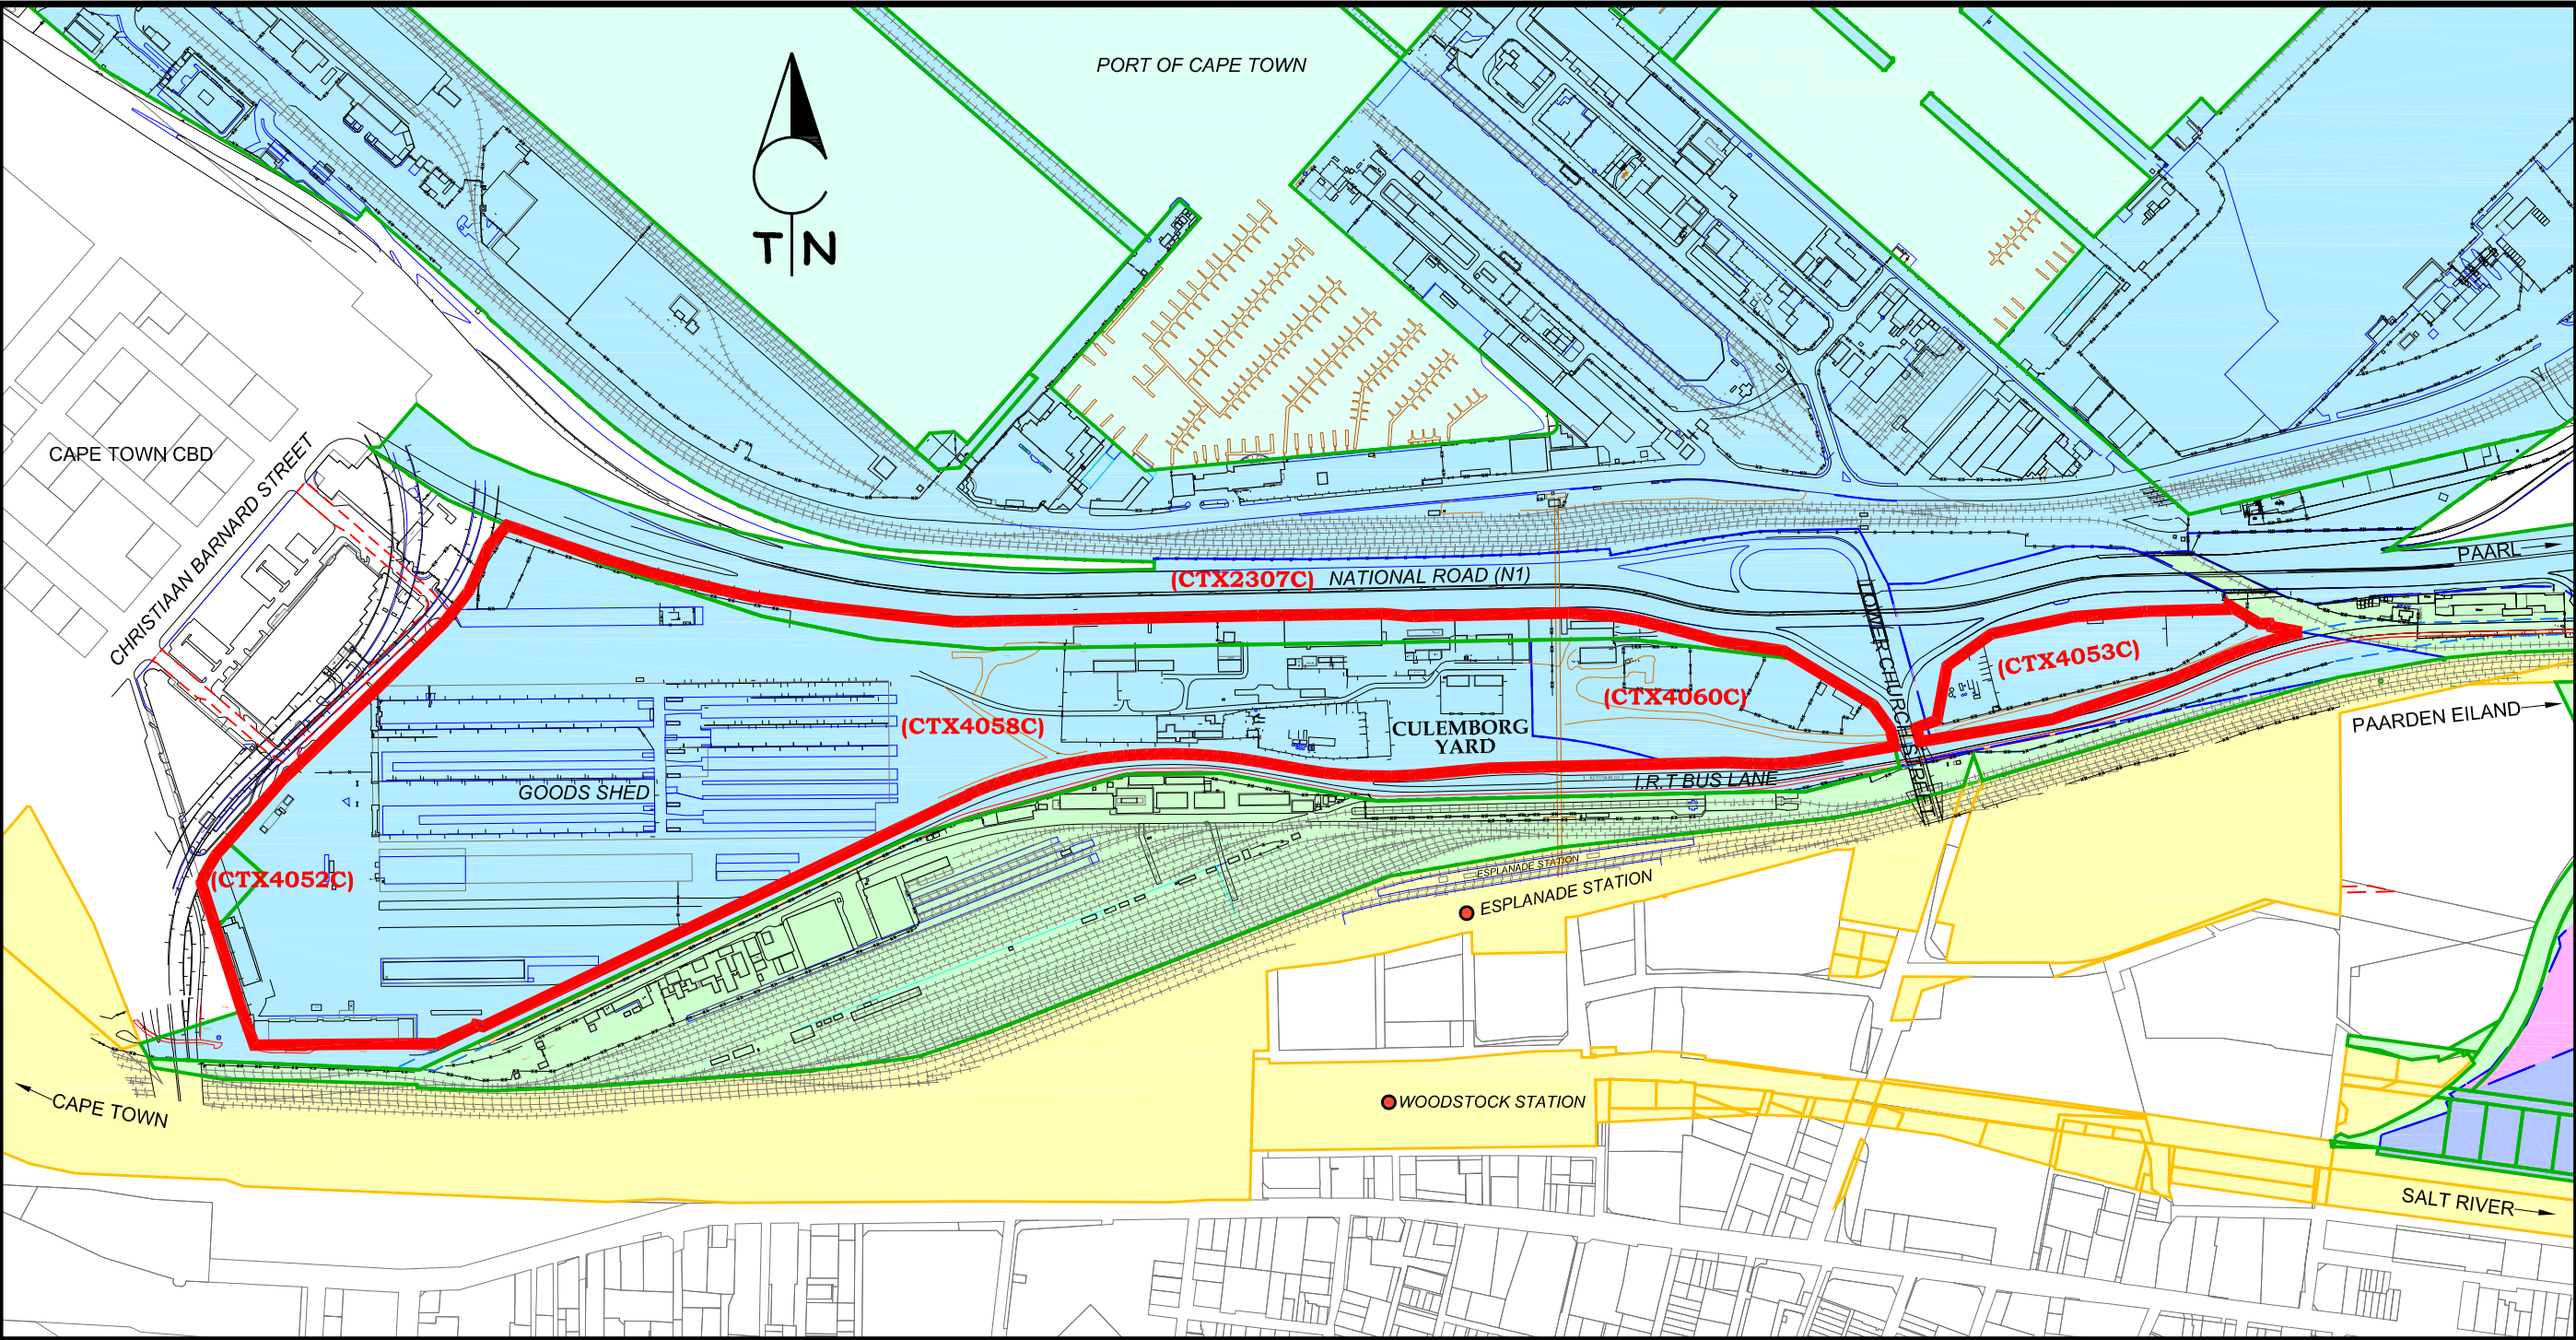 PORT OF CAPE TOWN
T N
CAPE TOWN CBD
CHRISTIAAN BARNARD STREET
PAARL
(CTX2307C) NATIONAL ROAD (N1)
LOWER CHURCH STREET
(CTX4053C)
(CTX4060C)
(CTX4058C)
CULEMBORG
YARD
PAARDEN EILAND
I.R.T BUS LANE
GOODS SHED
ESPLANADE STATION
(CTX4052C)
ESPLANADE STATION
CAPE TOWN
WOODSTOCK STATION
SALT RIVER